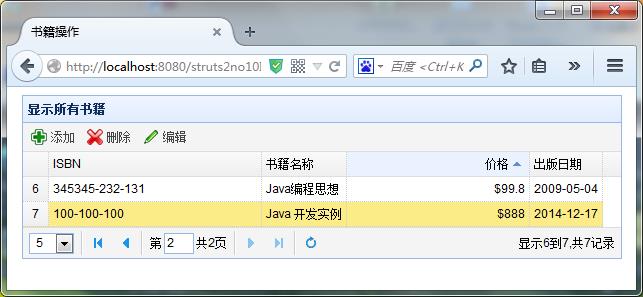 书籍操作
http://localhost:8080/struts2no10
百度 <Ctrl+K
显示所有书籍
添加 删除 编辑
ISBN 书籍名称 价格 出版日期
6 345345-232-131 Java编程思想 $99.8 2009-05-04
7 100-100-100 Java 开发实例 $888 2014-12-17
5 第 2 共2页 显示6到7,共7记录